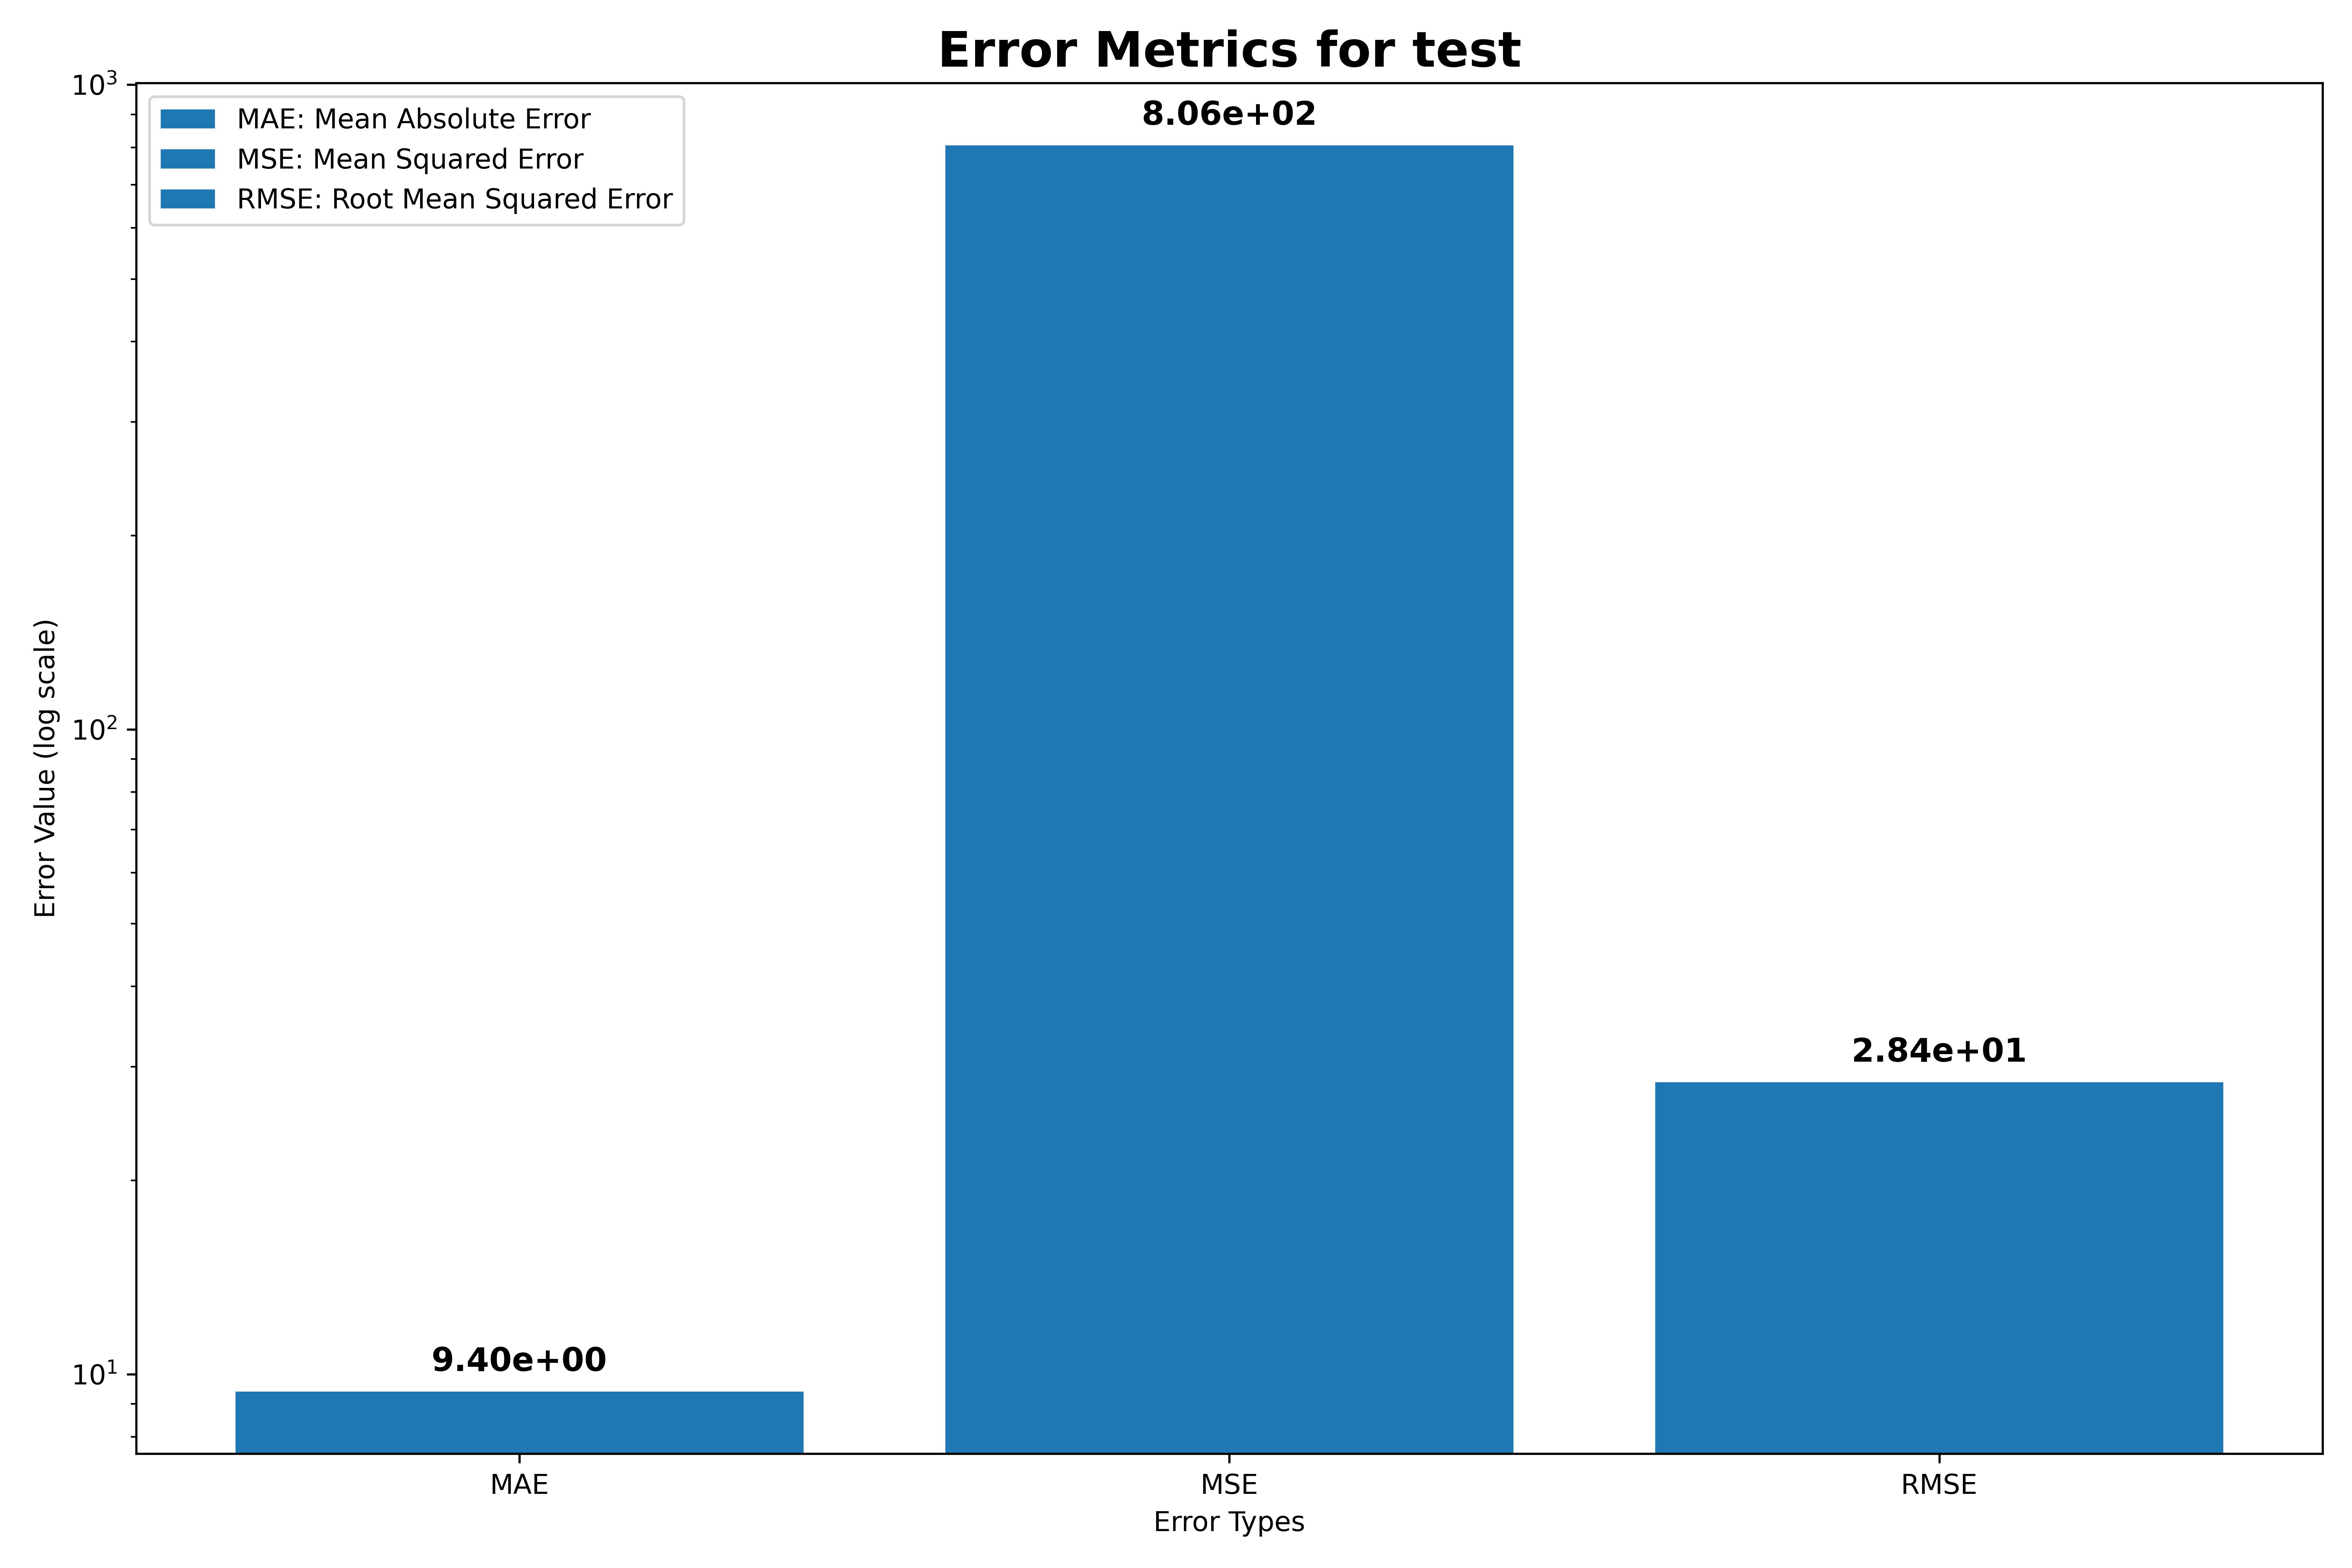 Error Metrics for test
10³
MAE: Mean Absolute Error
MSE: Mean Squared Error
RMSE: Root Mean Squared Error
8.06e+02
Error Value (log scale)
10²
2.84e+01
9.40e+00
10¹
MAE
MSE
RMSE
Error Types